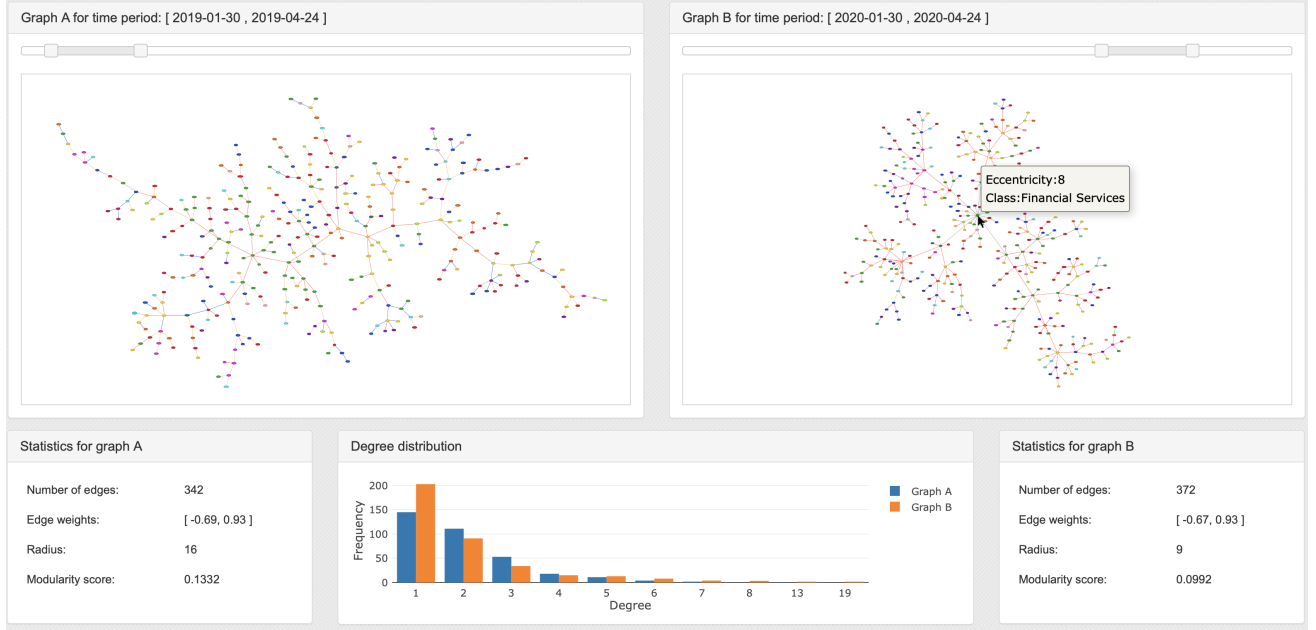 Graph A for time period: [ 2019-01-30 , 2019-04-24 ]
Graph B for time period: [ 2020-01-30 , 2020-04-24 ]
Eccentricity:8
Class:Financial Services
Statistics for graph A
Number of edges: 342
Edge weights: [ -0.69, 0.93 ]
Radius: 16
Modularity score: 0.1332
Degree distribution
Frequency
200
150
100
50
0
1 2 3 4 5 6 7 8 13 19
Degree
Graph A
Graph B
Statistics for graph B
Number of edges: 372
Edge weights: [ -0.67, 0.93 ]
Radius: 9
Modularity score: 0.0992